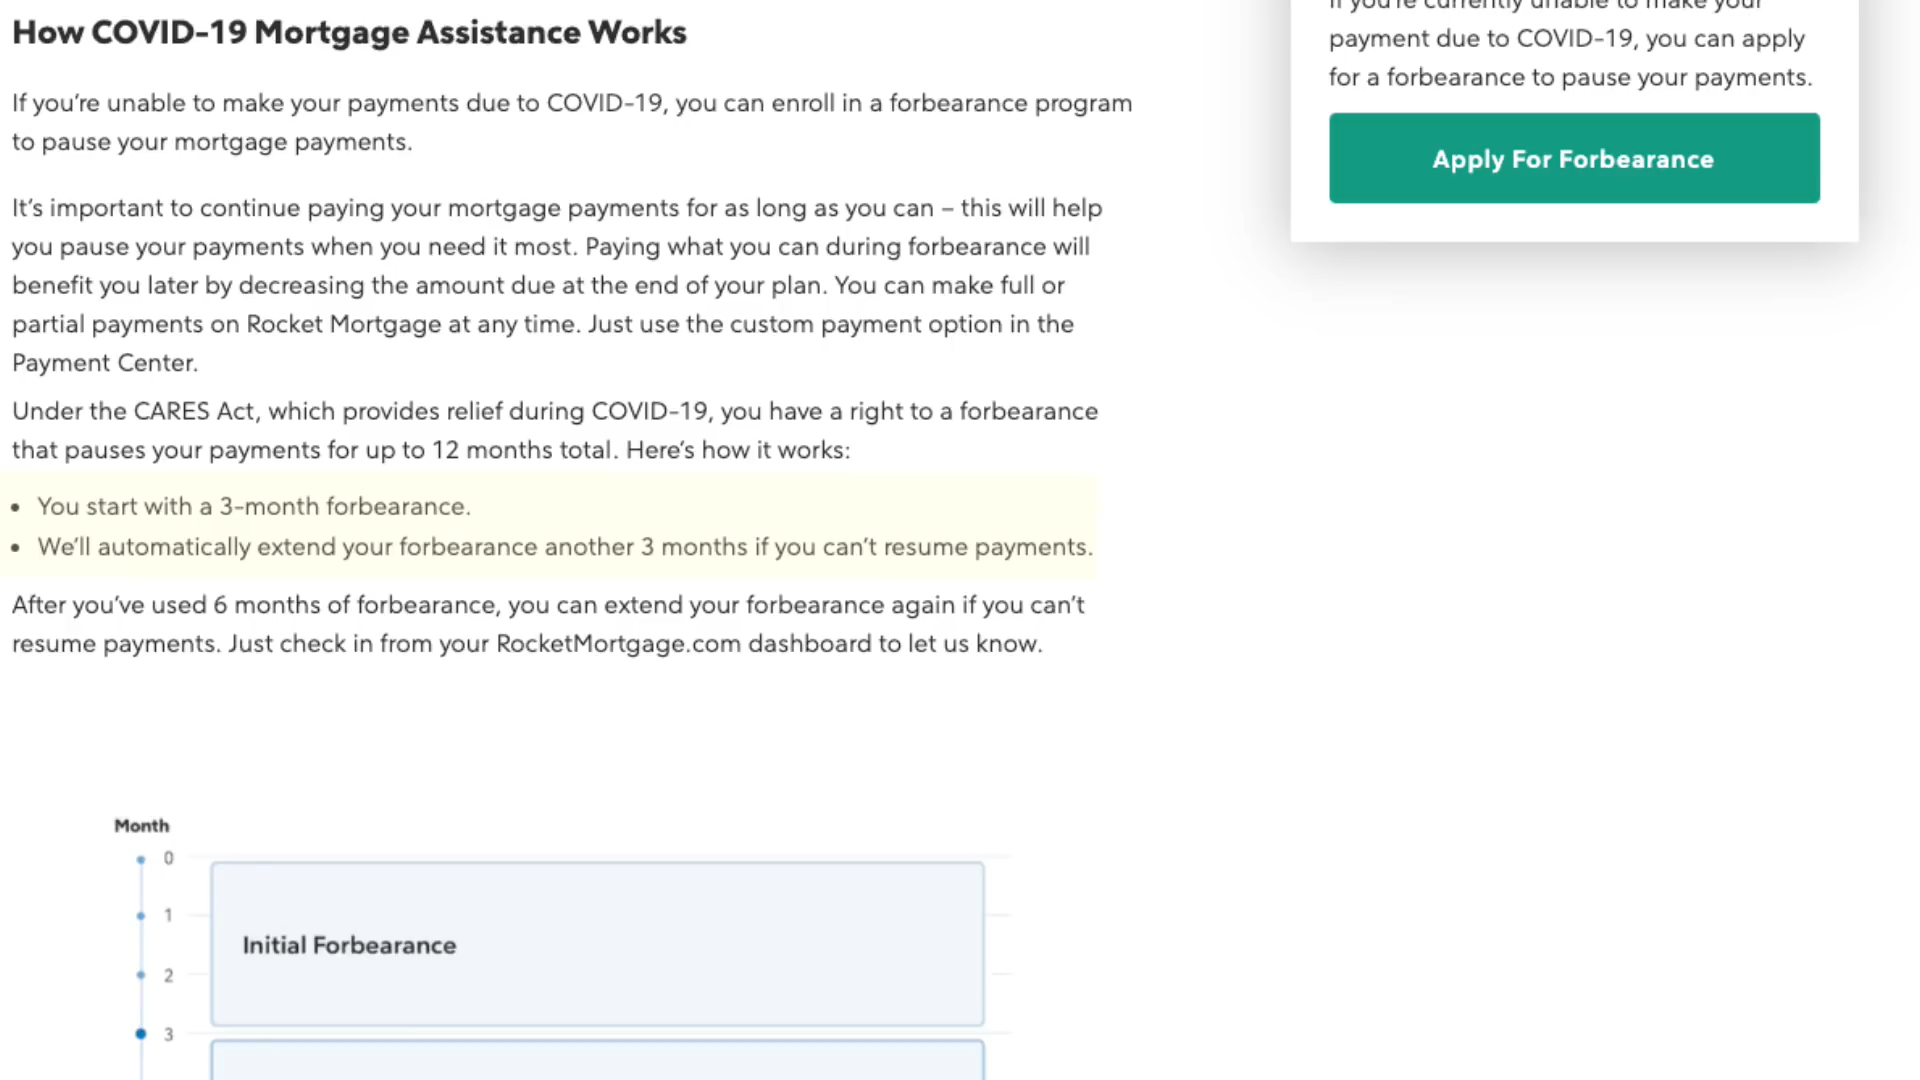 How COVID-19 Mortgage Assistance Works
If you’re unable to make your payments due to COVID-19, you can enroll in a forbearance program
to pause your mortgage payments.
It’s important to continue paying your mortgage payments for as long as you can – this will help
you pause your payments when you need it most. Paying what you can during forbearance will
benefit you later by decreasing the amount due at the end of your plan. You can make full or
partial payments on Rocket Mortgage at any time. Just use the custom payment option in the
Payment Center.
Under the CARES Act, which provides relief during COVID-19, you have a right to a forbearance
that pauses your payments for up to 12 months total. Here’s how it works:
• You start with a 3-month forbearance.
• We’ll automatically extend your forbearance another 3 months if you can’t resume payments.
After you’ve used 6 months of forbearance, you can extend your forbearance again if you can’t
resume payments. Just check in from your RocketMortgage.com dashboard to let us know.
Month
0
1
Initial Forbearance
2
3
If you’re currently unable to make your
payment due to COVID-19, you can apply
for a forbearance to pause your payments.
Apply For Forbearance